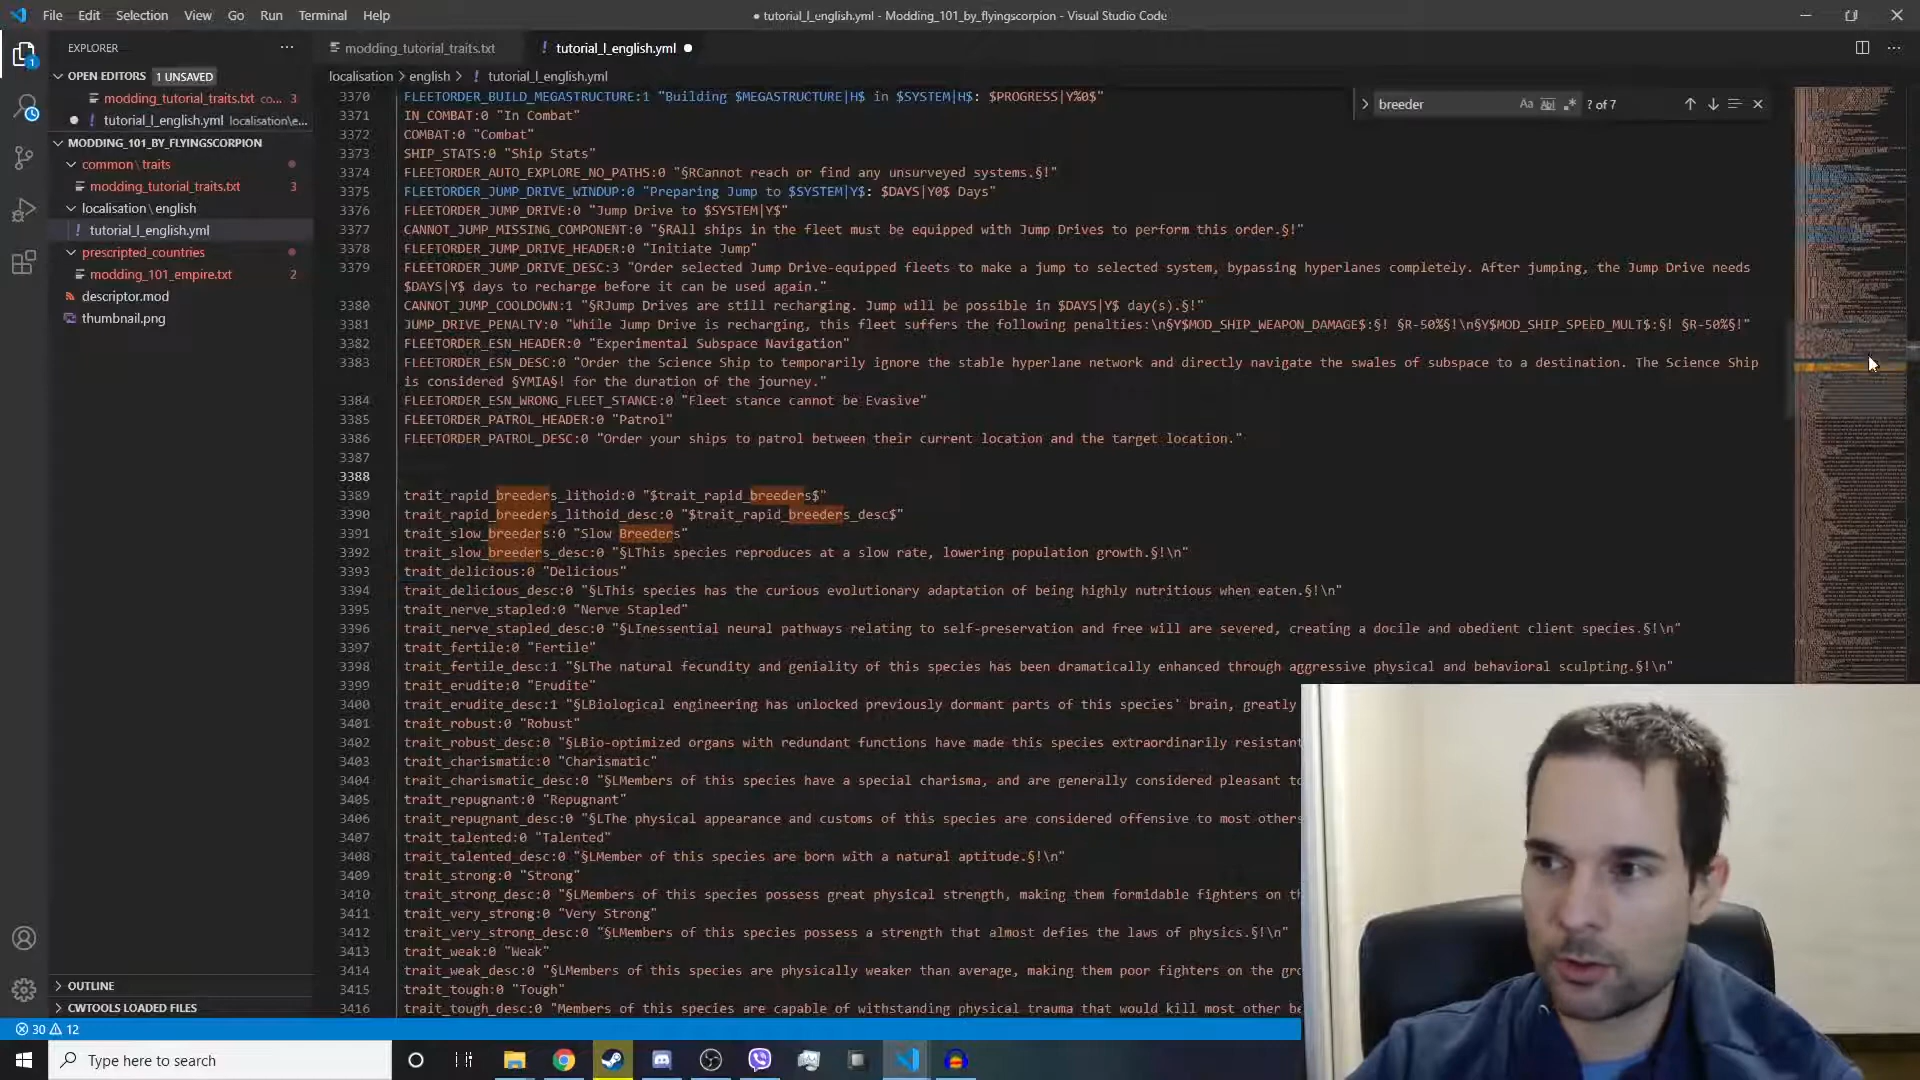 File Edit Selection View Go Run Terminal Help
● tutorial_l_english.yml - Modding_101_by_flyingscorpion - Visual Studio Code
EXPLORER
modding_tutorial_traits.txt
! tutorial_l_english.yml ●
OPEN EDITORS 1 UNSAVED
modding_tutorial_traits.txt co... 3
! tutorial_l_english.yml localisation\e...
MODDING_101_BY_FLYINGSCORPION
common\traits
modding_tutorial_traits.txt 3
localisation\english
! tutorial_l_english.yml
prescripted_countries
modding_101_empire.txt 2
descriptor.mod
thumbnail.png
OUTLINE
CWTOOLS LOADED FILES
localisation > english > ! tutorial_l_english.yml
breeder Aa Abl .* ? of 7
3370 FLEETORDER_BUILD_MEGASTRUCTURE:1 "Building $MEGASTRUCTURE|H$ in $SYSTEM|H$: $PROGRESS|Y%0$"
3371 IN_COMBAT:0 "In Combat"
3372 COMBAT:0 "Combat"
3373 SHIP_STATS:0 "Ship Stats"
3374 FLEETORDER_AUTO_EXPLORE_NO_PATHS:0 "§RCannot reach or find any unsurveyed systems.§!"
3375 FLEETORDER_JUMP_DRIVE_WINDUP:0 "Preparing Jump to $SYSTEM|Y$: $DAYS|Y0$ Days"
3376 FLEETORDER_JUMP_DRIVE:0 "Jump Drive to $SYSTEM|Y$"
3377 CANNOT_JUMP_MISSING_COMPONENT:0 "§RAll ships in the fleet must be equipped with Jump Drives to perform this order.§!"
3378 FLEETORDER_JUMP_DRIVE_HEADER:0 "Initiate Jump"
3379 FLEETORDER_JUMP_DRIVE_DESC:3 "Order selected Jump Drive-equipped fleets to make a jump to selected system, bypassing hyperlanes completely. After jumping, the Jump Drive needs
$DAYS|Y$ days to recharge before it can be used again."
3380 CANNOT_JUMP_COOLDOWN:1 "§RJump Drives are still recharging. Jump will be possible in $DAYS|Y$ day(s).§!"
3381 JUMP_DRIVE_PENALTY:0 "While Jump Drive is recharging, this fleet suffers the following penalties:\n§Y$MOD_SHIP_WEAPON_DAMAGE$:§! §R-50%§!\n§Y$MOD_SHIP_SPEED_MULT$:§! §R-50%§!"
3382 FLEETORDER_ESN_HEADER:0 "Experimental Subspace Navigation"
3383 FLEETORDER_ESN_DESC:0 "Order the Science Ship to temporarily ignore the stable hyperlane network and directly navigate the swales of subspace to a destination. The Science Ship
is considered §YMIA§! for the duration of the journey."
3384 FLEETORDER_ESN_WRONG_FLEET_STANCE:0 "Fleet stance cannot be Evasive"
3385 FLEETORDER_PATROL_HEADER:0 "Patrol"
3386 FLEETORDER_PATROL_DESC:0 "Order your ships to patrol between their current location and the target location."
3387
3388
3389 trait_rapid_breeders_lithoid:0 "$trait_rapid_breeders$"
3390 trait_rapid_breeders_lithoid_desc:0 "$trait_rapid_breeders_desc$"
3391 trait_slow_breeders:0 "Slow Breeders"
3392 trait_slow_breeders_desc:0 "§LThis species reproduces at a slow rate, lowering population growth.§!\n"
3393 trait_delicious:0 "Delicious"
3394 trait_delicious_desc:0 "§LThis species has the curious evolutionary adaptation of being highly nutritious when eaten.§!\n"
3395 trait_nerve_stapled:0 "Nerve Stapled"
3396 trait_nerve_stapled_desc:0 "§LInessential neural pathways relating to self-preservation and free will are severed, creating a docile and obedient client species.§!\n"
3397 trait_fertile:0 "Fertile"
3398 trait_fertile_desc:1 "§LThe natural fecundity and geniality of this species has been dramatically enhanced through aggressive physical and behavioral sculpting.§!\n"
3399 trait_erudite:0 "Erudite"
3400 trait_erudite_desc:1 "§LBiological engineering has unlocked previously dormant parts of this species' brain, greatly
3401 trait_robust:0 "Robust"
3402 trait_robust_desc:0 "§LBio-optimized organs with redundant functions have made this species extraordinarily resistant
3403 trait_charismatic:0 "Charismatic"
3404 trait_charismatic_desc:0 "§LMembers of this species have a special charisma, and are generally considered pleasant to
3405 trait_repugnant:0 "Repugnant"
3406 trait_repugnant_desc:0 "§LThe physical appearance and customs of this species are considered offensive to most others
3407 trait_talented:0 "Talented"
3408 trait_talented_desc:0 "§LMember of this species are born with a natural aptitude.§!\n"
3409 trait_strong:0 "Strong"
3410 trait_strong_desc:0 "§LMembers of this species possess great physical strength, making them formidable fighters on th
3411 trait_very_strong:0 "Very Strong"
3412 trait_very_strong_desc:0 "§LMembers of this species possess a strength that almost defies the laws of physics.§!\n"
3413 trait_weak:0 "Weak"
3414 trait_weak_desc:0 "§LMembers of this species are physically weaker than average, making them poor fighters on the gro
3415 trait_tough:0 "Tough"
3416 trait_tough_desc:0 "Members of this species are capable of withstanding physical trauma that would kill most other be
30 12
Type here to search